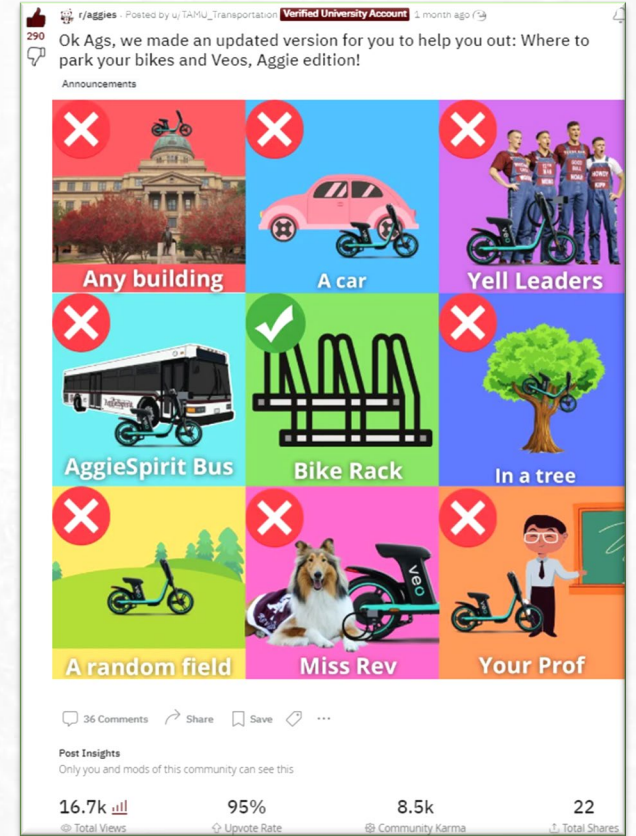 r/aggies · Posted by u/TAMU_Transportation Verified University Account 1 month ago
290
Ok Ags, we made an updated version for you to help you out: Where to
park your bikes and Veos, Aggie edition!
Announcements
Any building
A car
Yell Leaders
AggieSpirit Bus
Bike Rack
In a tree
veo
A random field
Miss Rev
Your Prof
36 Comments Share Save ...
Post Insights
Only you and mods of this community can see this
16.7k 95% 8.5k 22
Total Views Upvote Rate Community Karma Total Shares